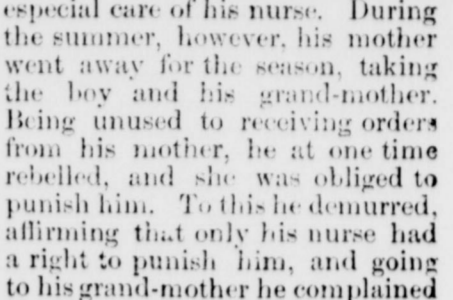 especial care of his nurse. During
the summer, however, his mother
went away for the season, taking
the boy and his grand-mother.
Being unused to receiving orders
from his mother, he at one time
rebelled, and she was obliged to
punish him. To this he demurred,
affirming that only his nurse had
a right to punish him, and going
to his grand-mother he complained